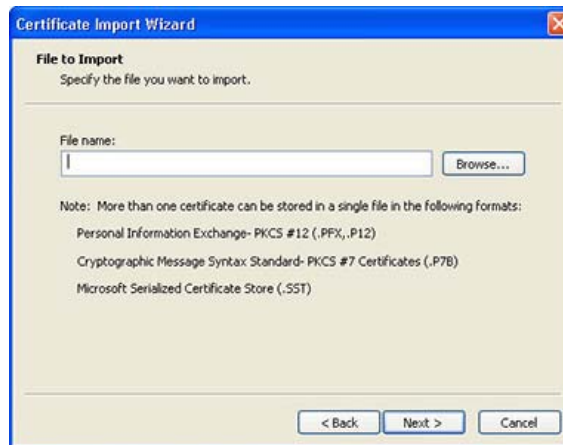 Certificate Import Wizard
File to Import
Specify the file you want to import.
File name:
Browse...
Note: More than one certificate can be stored in a single file in the following formats:
Personal Information Exchange- PKCS #12 (.PFX,.P12)
Cryptographic Message Syntax Standard- PKCS #7 Certificates (.P7B)
Microsoft Serialized Certificate Store (.SST)
< Back Next > Cancel